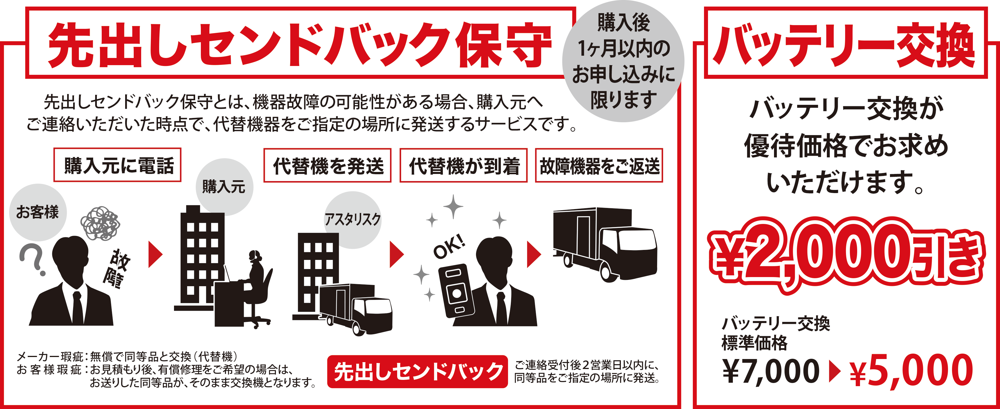 先出しセンドバック保守
購入後
1ヶ月以内の
お申し込みに
限ります
先出しセンドバック保守とは、機器故障の可能性がある場合、購入元へ
ご連絡いただいた時点で、代替機器をご指定の場所に発送するサービスです。
購入元に電話
代替機を発送
代替機が到着
故障機器をご返送
お客様
?
故障
購入元
アスタリスク
OK!
メーカー瑕疵：無償で同等品と交換（代替機）
お客様瑕疵：お見積もり後、有償修理をご希望の場合は、
お送りした同等品が、そのまま交換機となります。
先出しセンドバック
ご連絡受付後２営業日以内に、
同等品をご指定の場所に発送。
バッテリー交換
バッテリー交換が
優待価格でお求め
いただけます。
¥2,000引き
バッテリー交換
標準価格
¥7,000 ¥5,000